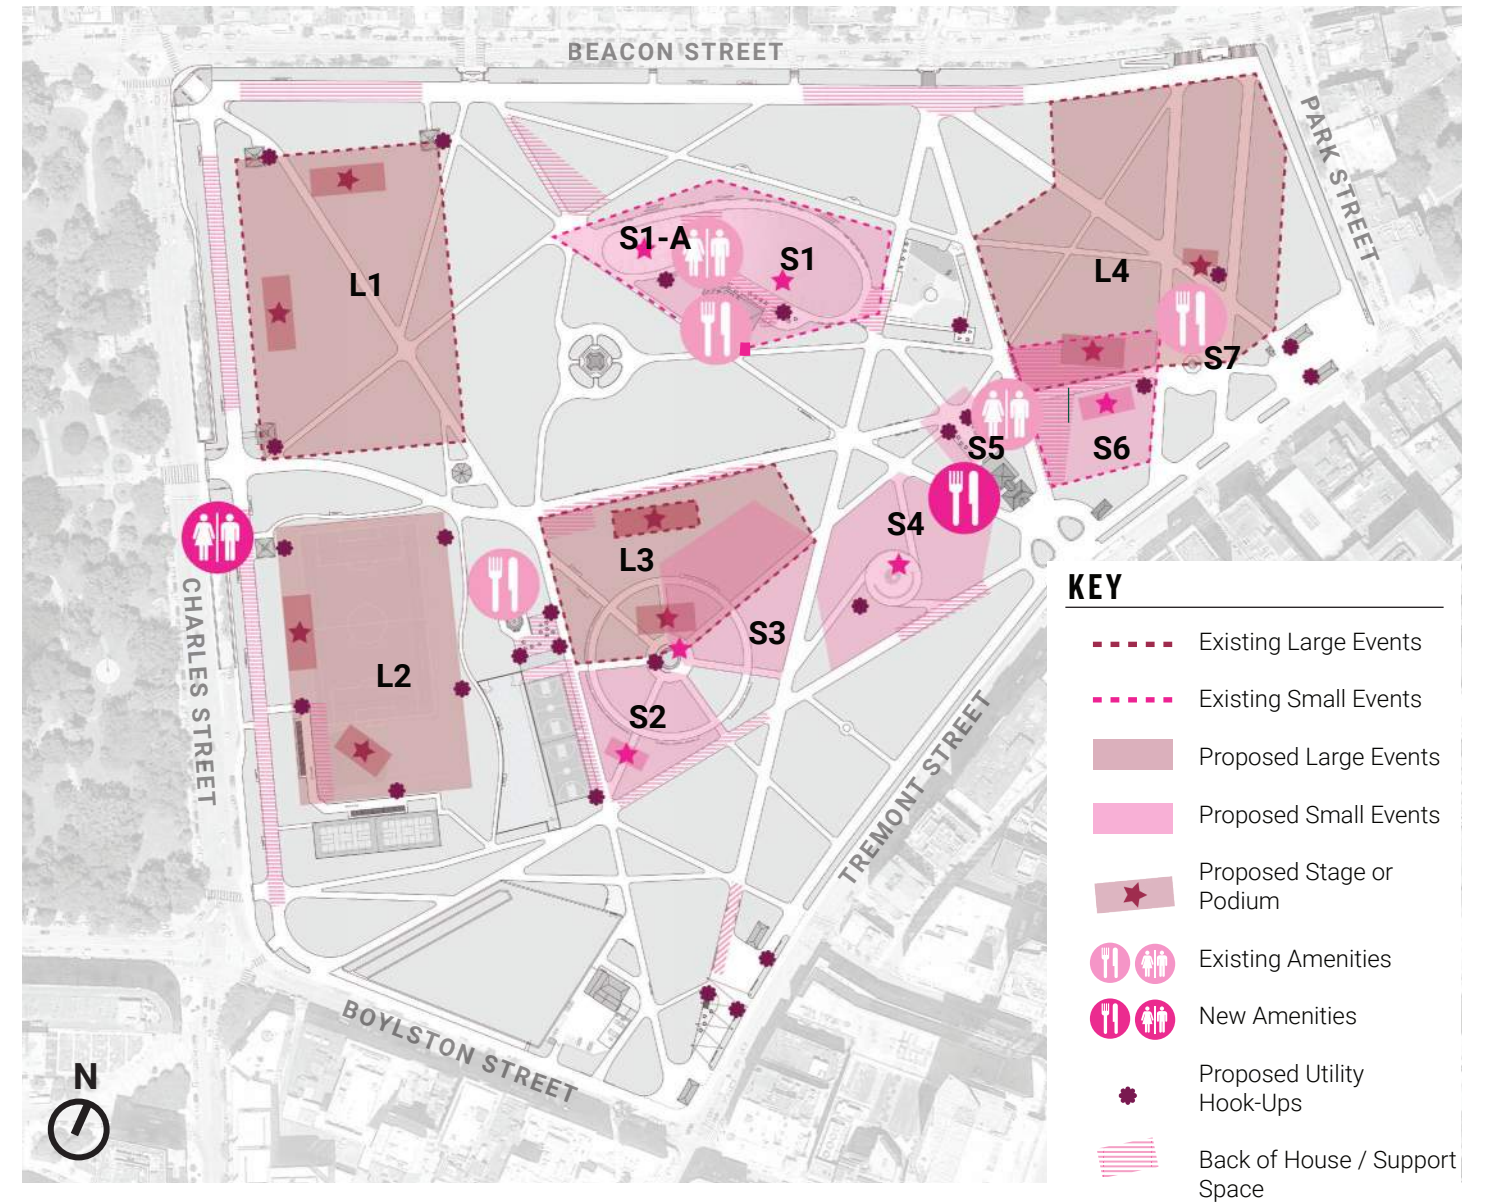 BEACON STREET
PARK STREET
S1-A
S1
L1
L4
S7
S5
S6
S4
L3
S3
L2
S2
CHARLES STREET
TREMONT STREET
BOYLSTON STREET
N
KEY
Existing Large Events
Existing Small Events
Proposed Large Events
Proposed Small Events
Proposed Stage or
Podium
Existing Amenities
New Amenities
Proposed Utility
Hook-Ups
Back of House / Support
Space